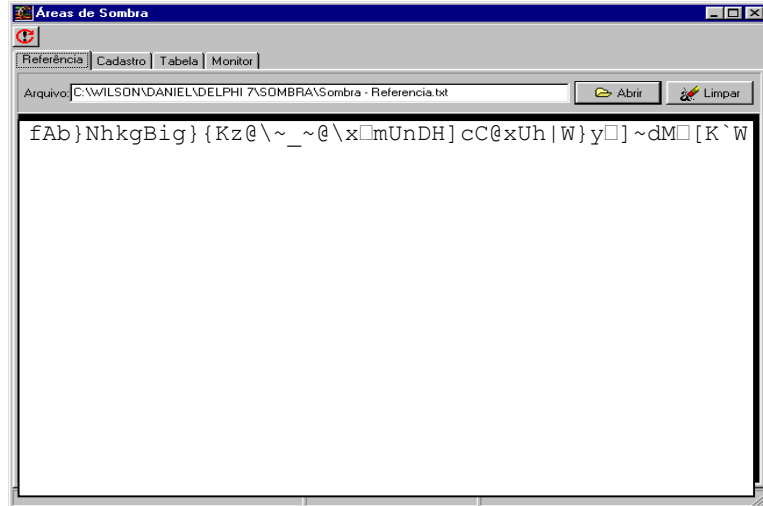 Áreas de Sombra
Referência Cadastro Tabela Monitor
Arquivo: C:\WILSON\DANIEL\DELPHI 7\SOMBRA\Sombra - Referencia.txt Abrir Limpar
fAb}NhkgBig}{Kz@\~_~@\x□mUnDH]cC@xUh|W}y□]~dM□[K`W